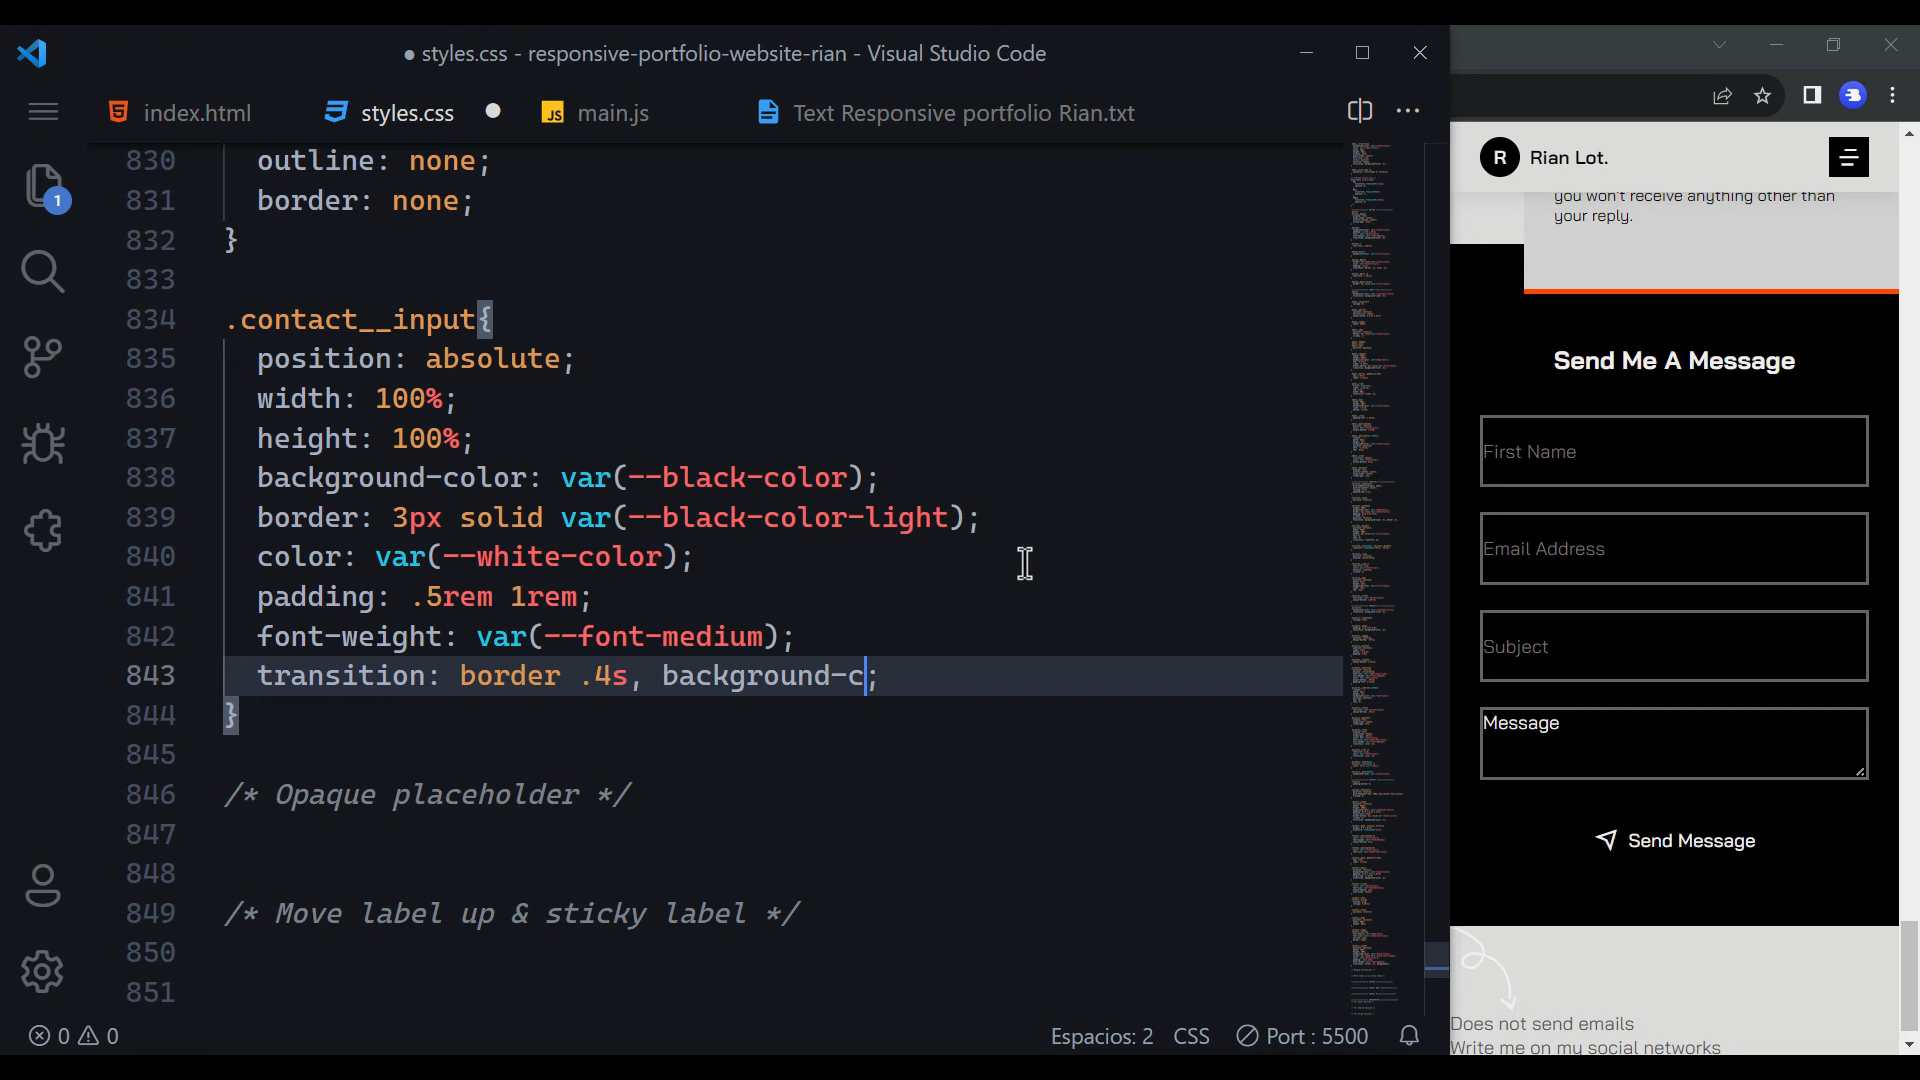 styles.css - responsive-portfolio-website-rian - Visual Studio Code
index.html
styles.css
JS main.js
Text Responsive portfolio Rian.txt
1
830 outline: none;
831 border: none;
832 }
833
834 .contact__input{
835 position: absolute;
836 width: 100%;
837 height: 100%;
838 background-color: var(--black-color);
839 border: 3px solid var(--black-color-light);
840 color: var(--white-color);
841 padding: .5rem 1rem;
842 font-weight: var(--font-medium);
843 transition: border .4s, background-c;
844 }
845
846 /* Opaque placeholder */
847
848
849 /* Move label up & sticky label */
850
851
0 0
Espacios: 2 CSS Port : 5500
R Rian Lot.
you won't receive anything other than
your reply.
Send Me A Message
First Name
Email Address
Subject
Message
Send Message
Does not send emails
Write me on my social networks